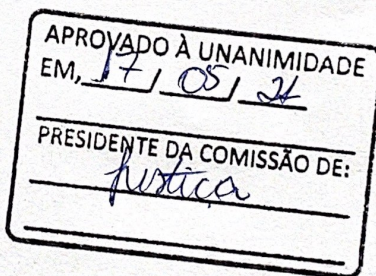 APROVADO À UNANIMIDADE
EM, 17 / 05 / 21
PRESIDENTE DA COMISSÃO DE:
Justiça